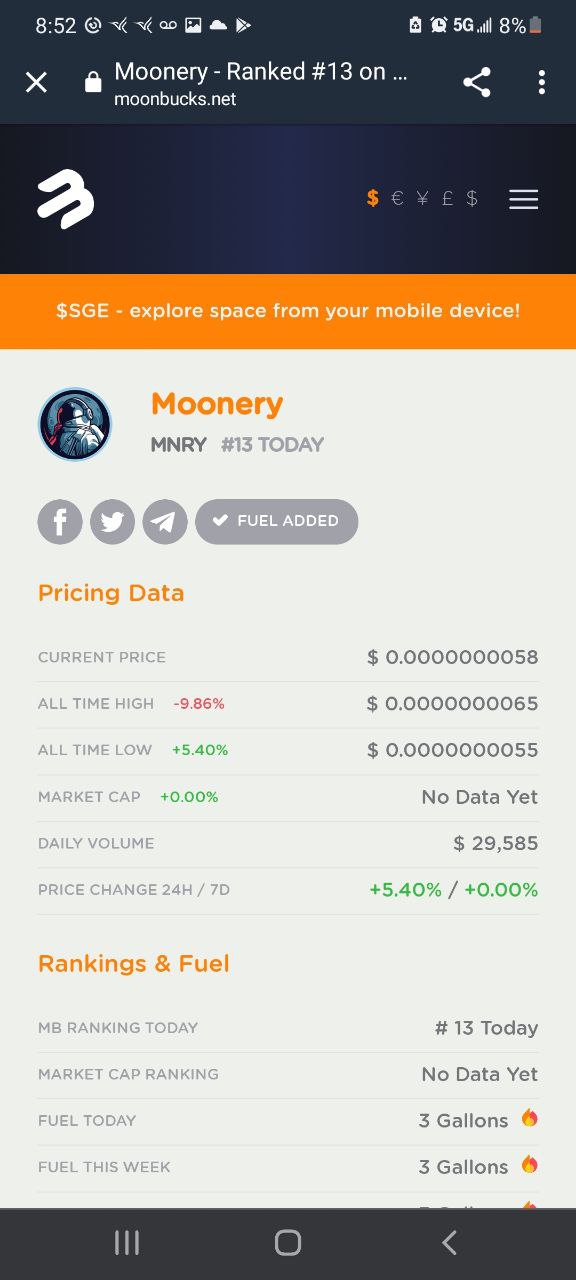 8:52 5G 8%
Moonery - Ranked #13 on ...
moonbucks.net
$ € ¥ £ $
$SGE - explore space from your mobile device!
Moonery
MNRY #13 TODAY
FUEL ADDED
Pricing Data
CURRENT PRICE $ 0.0000000058
ALL TIME HIGH -9.86% $ 0.0000000065
ALL TIME LOW +5.40% $ 0.0000000055
MARKET CAP +0.00% No Data Yet
DAILY VOLUME $ 29,585
PRICE CHANGE 24H / 7D +5.40% / +0.00%
Rankings & Fuel
MB RANKING TODAY # 13 Today
MARKET CAP RANKING No Data Yet
FUEL TODAY 3 Gallons
FUEL THIS WEEK 3 Gallons